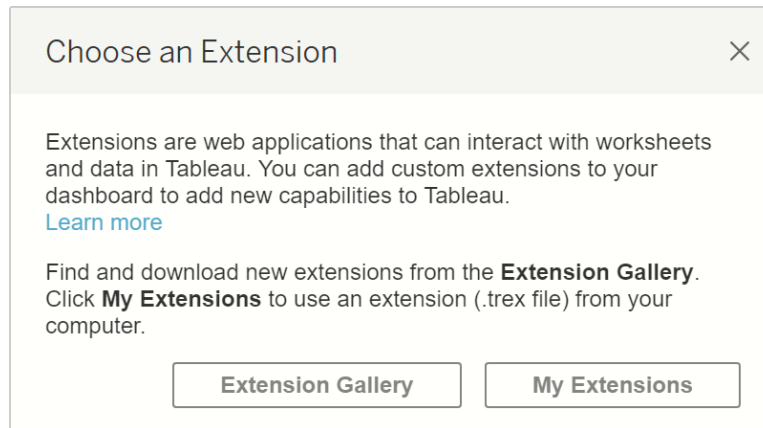 Choose an Extension
Extensions are web applications that can interact with worksheets
and data in Tableau. You can add custom extensions to your
dashboard to add new capabilities to Tableau.
Learn more
Find and download new extensions from the Extension Gallery.
Click My Extensions to use an extension (.trex file) from your
computer.
Extension Gallery
My Extensions